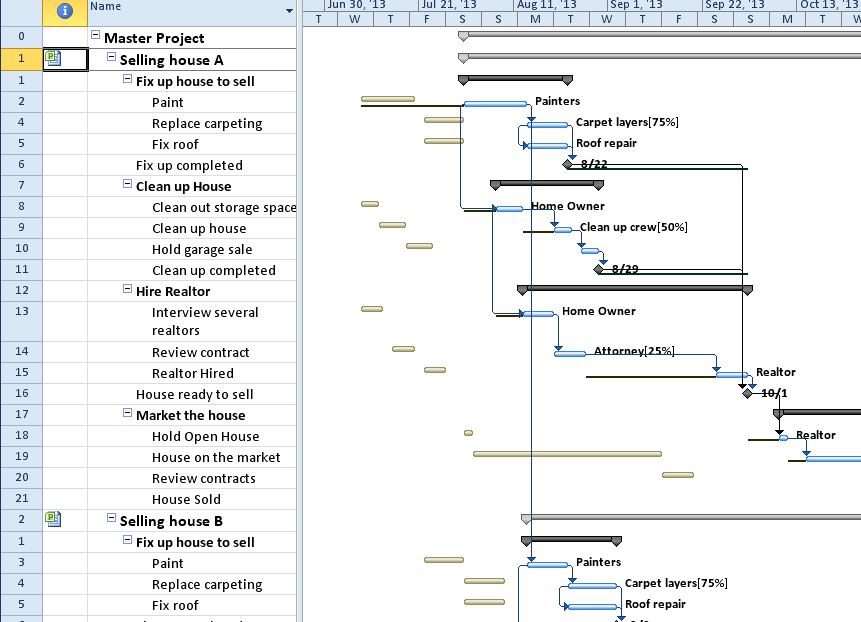 Name
Jun 30, '13 Jul 21, '13 Aug 11, '13 Sep 1, '13 Sep 22, '13 Oct 13,
T W T F S S M T W T F S S M T W
0 Master Project
1 Selling house A
1 Fix up house to sell
2 Paint Painters
4 Replace carpeting Carpet layers[75%]
5 Fix roof Roof repair
6 Fix up completed 8/22
7 Clean up House
8 Clean out storage space Home Owner
9 Clean up house Clean up crew[50%]
10 Hold garage sale
11 Clean up completed 8/29
12 Hire Realtor
13 Interview several Home Owner
realtors
14 Review contract Attorney[25%]
15 Realtor Hired Realtor
16 House ready to sell 10/1
17 Market the house
18 Hold Open House Realtor
19 House on the market
20 Review contracts
21 House Sold
2 Selling house B
1 Fix up house to sell
3 Paint Painters
4 Replace carpeting Carpet layers[75%]
5 Fix roof Roof repair